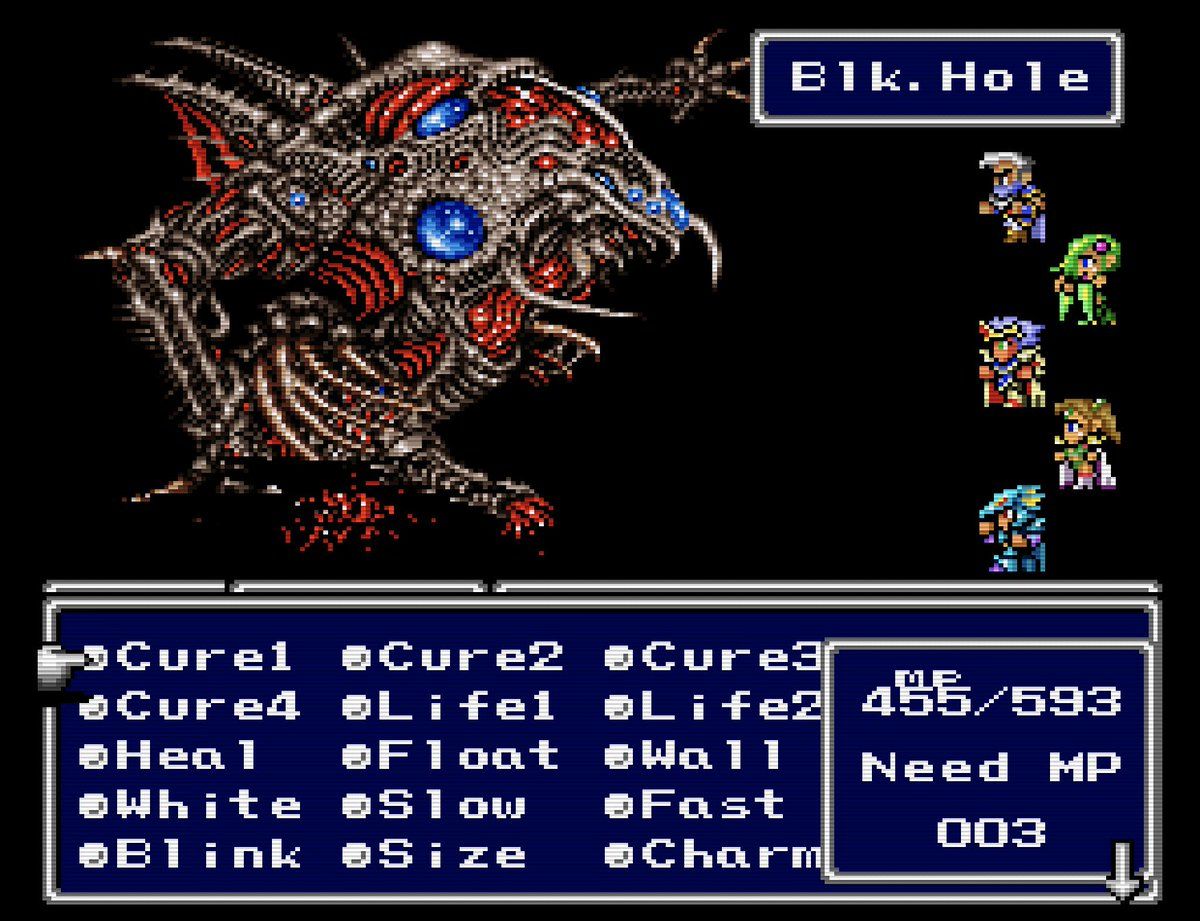 Blk.Hole
Cure1 Cure2 Cure3
Cure4 Life1 Life2
Heal Float Wall
White Slow Fast
Blink Size Charm
MP
455/593
Need MP
003